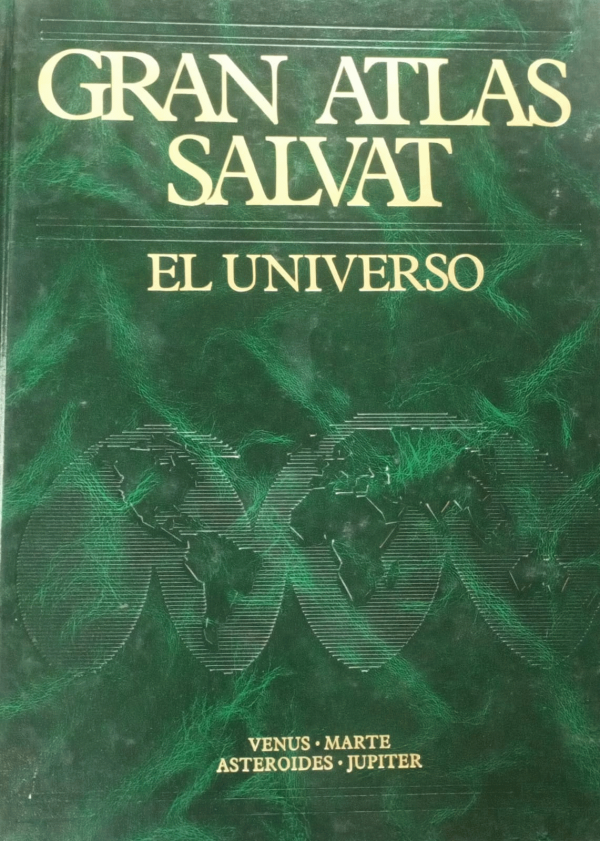 GRAN ATLAS
SALVAT
EL UNIVERSO
VENUS · MARTE
ASTEROIDES · JUPITER